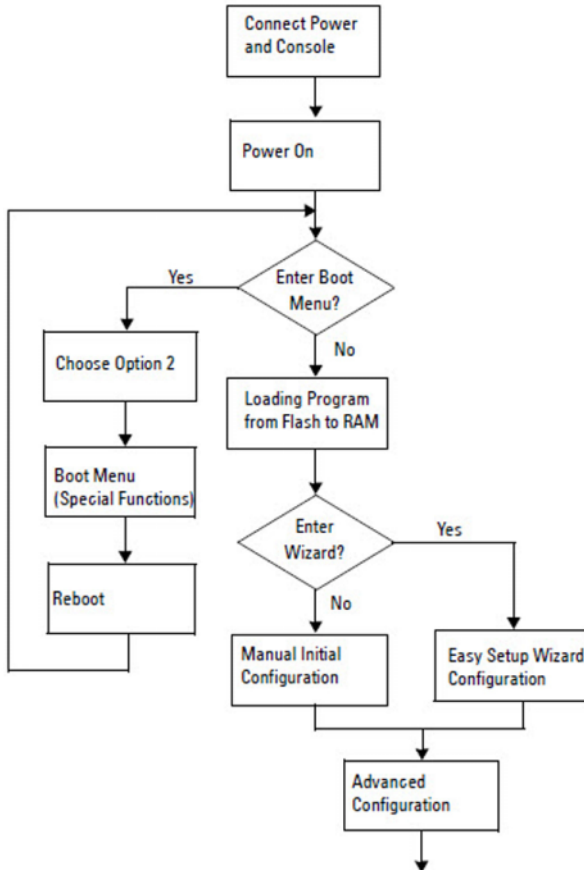 Connect Power
and Console
Power On
Enter Boot
Menu?
Yes
No
Choose Option 2
Loading Program
from Flash to RAM
Boot Menu
(Special Functions)
Enter
Wizard?
Yes
No
Reboot
Manual Initial
Configuration
Easy Setup Wizard
Configuration
Advanced
Configuration